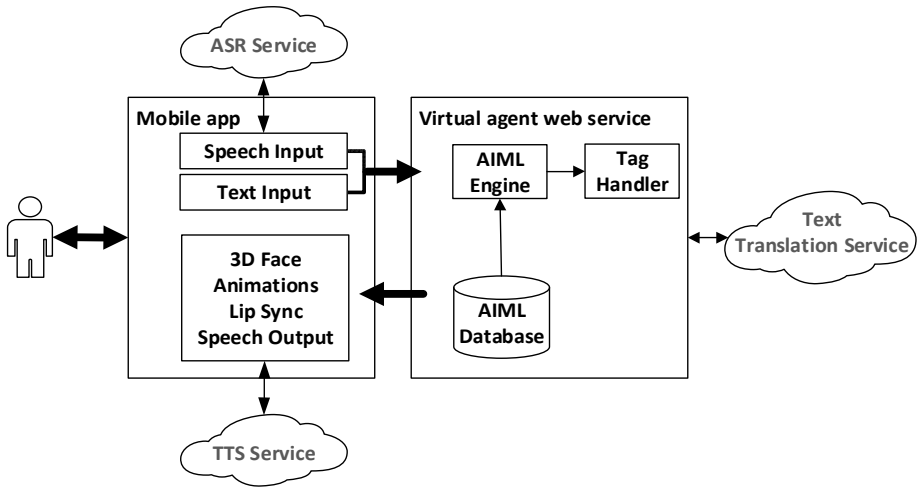 ASR Service
Mobile app
Speech Input
Text Input
3D Face
Animations
Lip Sync
Speech Output
TTS Service
Virtual agent web service
AIML
Engine
Tag
Handler
AIML
Database
Text
Translation Service